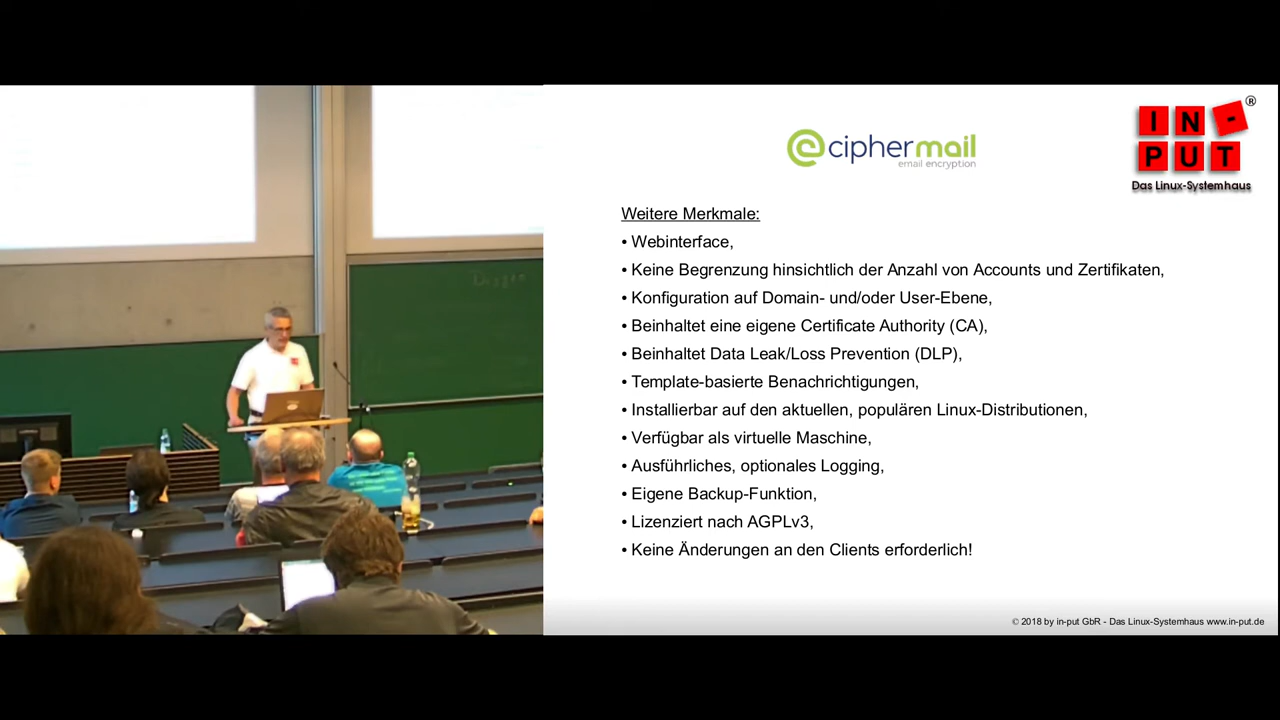 ciphermail
email encryption
IN-
PUT
®
Das Linux-Systemhaus
Weitere Merkmale:
• Webinterface,
• Keine Begrenzung hinsichtlich der Anzahl von Accounts und Zertifikaten,
• Konfiguration auf Domain- und/oder User-Ebene,
• Beinhaltet eine eigene Certificate Authority (CA),
• Beinhaltet Data Leak/Loss Prevention (DLP),
• Template-basierte Benachrichtigungen,
• Installierbar auf den aktuellen, populären Linux-Distributionen,
• Verfügbar als virtuelle Maschine,
• Ausführliches, optionales Logging,
• Eigene Backup-Funktion,
• Lizenziert nach AGPLv3,
• Keine Änderungen an den Clients erforderlich!
© 2018 by in-put GbR - Das Linux-Systemhaus www.in-put.de